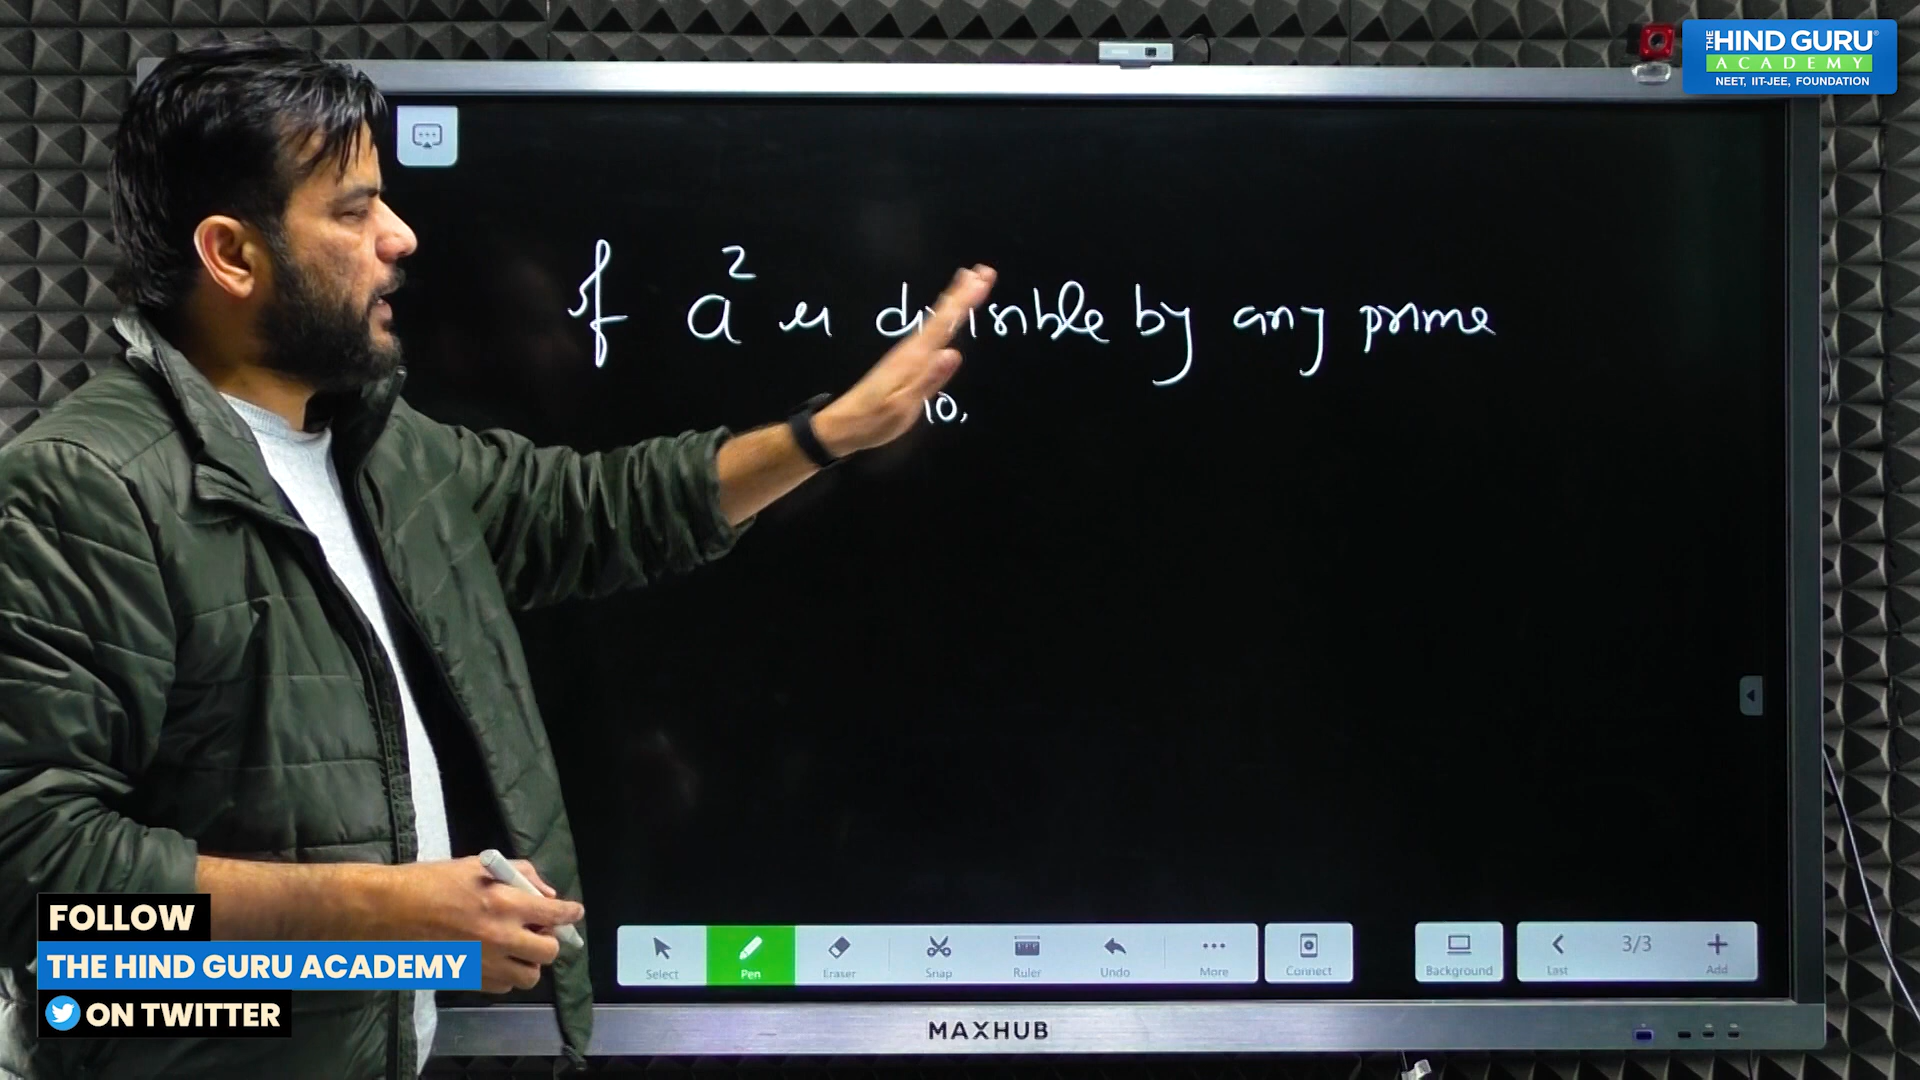 THE HIND GURU®
ACADEMY
NEET, IIT-JEE, FOUNDATION
If a² is divisible by any prime
no,
Select
Pen
Eraser
Snap
Ruler
Undo
More
Connect
Background
Last
3/3
Add
MAXHUB
FOLLOW
THE HIND GURU ACADEMY
ON TWITTER